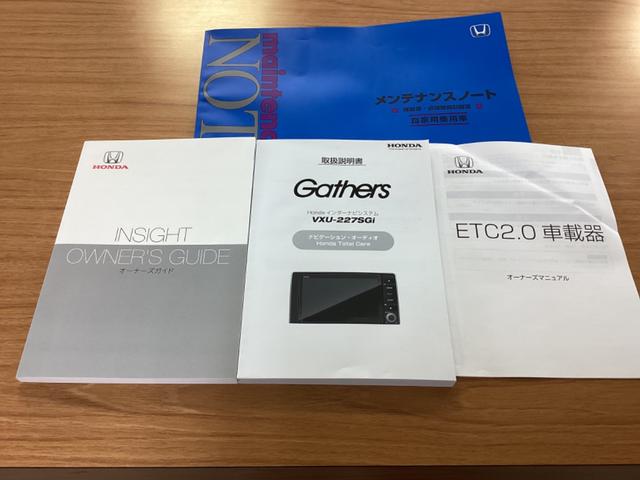 maintenance
NOT
メンテナンスノート
自家用乗用車
HONDA
INSIGHT
OWNER'S GUIDE
オーナーズガイド
HONDA
取扱説明書
Gathers
Honda インターナビシステム
VXU-227SGi
ナビゲーション・オーディオ
Honda Total Care
HONDA
ETC2.0 車載器
オーナーズマニュアル